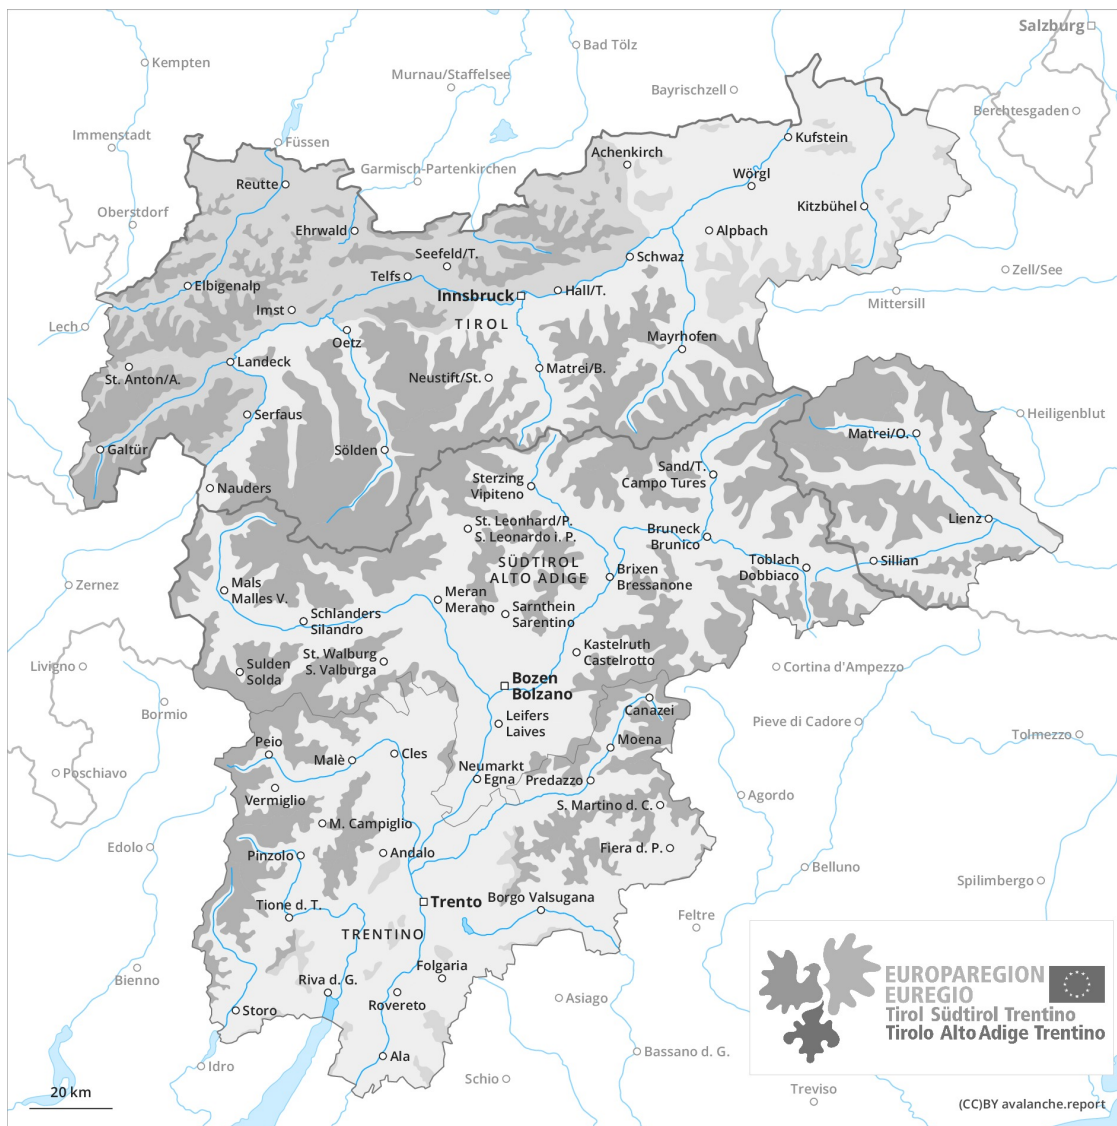 Salzburg
Bad Tölz
Kempten
Murnau/Staffelsee
Bayrischzell
Berchtesgaden
Immenstadt
Füssen
Kufstein
Achenkirch
Garmisch-Partenkirchen
Wörgl
Reutte
Kitzbühel
Oberstdorf
Ehrwald
Alpbach
Seefeld/T.
Schwaz
Zell/See
Telfs
Elbigenalp
Innsbruck
Hall/T.
Mittersill
Imst
TIROL
Lech
Oetz
Mayrhofen
Landeck
Matrei/B.
St. Anton/A.
Neustift/St.
Serfaus
Heiligenblut
Matrei/O.
Galtür
Sölden
Sand/T.
Campo Tures
Sterzing
Vipiteno
Nauders
Lienz
St. Leonhard/P.
S. Leonardo i. P.
Bruneck
Brunico
SÜDTIROL
ALTO ADIGE
Toblach
Dobbiaco
Sillian
Brixen
Bressanone
Zernez
Mals
Malles V.
Meran
Merano
Sarnthein
Sarentino
Schlanders
Silandro
Kastelruth
Castelrotto
St. Walburg
S. Valburga
Livigno
Sulden
Solda
Cortina d'Ampezzo
Bozen
Bolzano
Bormio
Canazei
Leifers
Laives
Pieve di Cadore
Tolmezzo
Peio
Moena
Malè
Cles
Poschiavo
Neumarkt
Egna
Predazzo
Vermiglio
Agordo
S. Martino d. C.
M. Campiglio
Edolo
Pinzolo
Andalo
Fiera d. P.
Belluno
Spilimbergo
Tione d. T.
Trento
Borgo Valsugana
Feltre
TRENTINO
Folgaria
Bienno
Riva d. G.
Rovereto
Asiago
Storo
Ala
Bassano d. G.
Idro
Schio
Treviso
EUROPAREGION
EUREGIO
Tirol Südtirol Trentino
Tirolo Alto Adige Trentino
20 km
(CC)BY avalanche.report